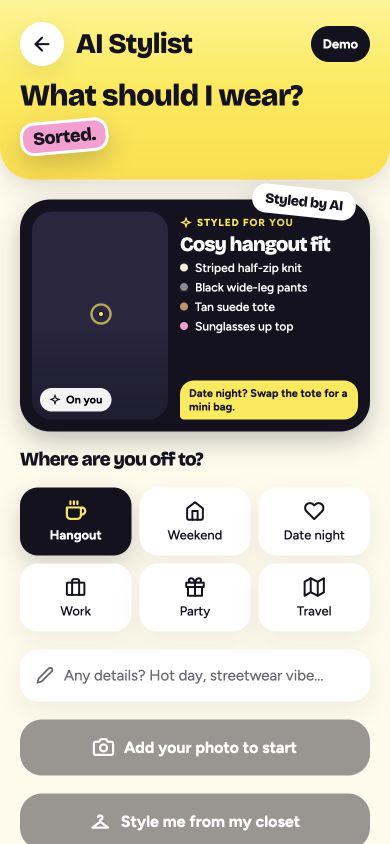 AI Stylist
Demo
What should I wear?
Sorted.
Styled by AI
STYLED FOR YOU
Cosy hangout fit
Striped half-zip knit
Black wide-leg pants
Tan suede tote
Sunglasses up top
On you
Date night? Swap the tote for a
mini bag.
Where are you off to?
Hangout
Weekend
Date night
Work
Party
Travel
Any details? Hot day, streetwear vibe...
Add your photo to start
Style me from my closet